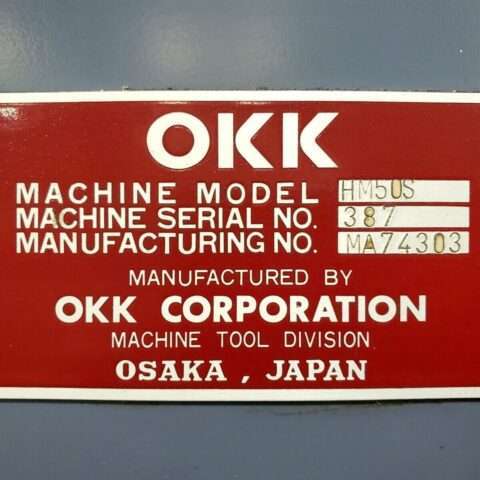 OKK
MACHINE MODEL HM50S
MACHINE SERIAL NO. 387
MANUFACTURING NO. MA74303
MANUFACTURED BY
OKK CORPORATION
MACHINE TOOL DIVISION
OSAKA , JAPAN